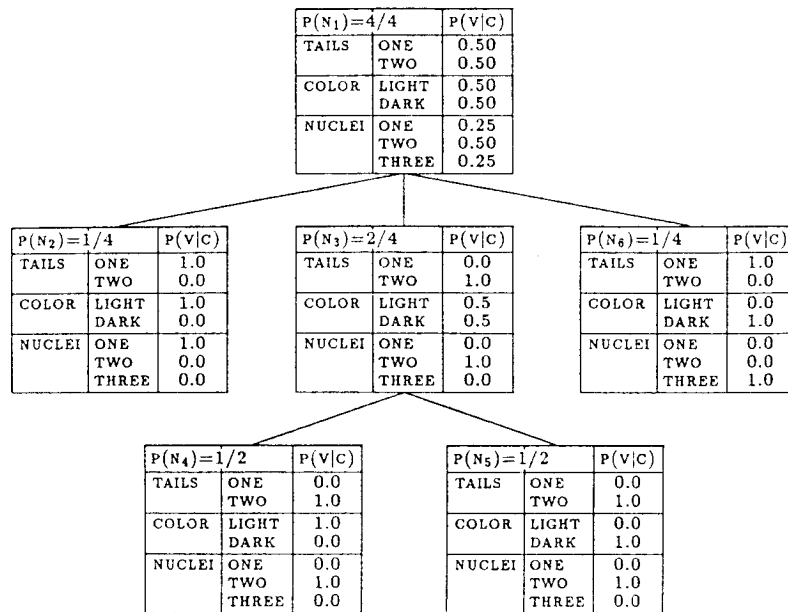 P(N1)=4/4 P(V|C)
TAILS ONE 0.50
TWO 0.50
COLOR LIGHT 0.50
DARK 0.50
NUCLEI ONE 0.25
TWO 0.50
THREE 0.25
P(N2)=1/4 P(V|C)
TAILS ONE 1.0
TWO 0.0
COLOR LIGHT 1.0
DARK 0.0
NUCLEI ONE 1.0
TWO 0.0
THREE 0.0
P(N3)=2/4 P(V|C)
TAILS ONE 0.0
TWO 1.0
COLOR LIGHT 0.5
DARK 0.5
NUCLEI ONE 0.0
TWO 1.0
THREE 0.0
P(N6)=1/4 P(V|C)
TAILS ONE 1.0
TWO 0.0
COLOR LIGHT 0.0
DARK 1.0
NUCLEI ONE 0.0
TWO 0.0
THREE 1.0
P(N4)=1/2 P(V|C)
TAILS ONE 0.0
TWO 1.0
COLOR LIGHT 1.0
DARK 0.0
NUCLEI ONE 0.0
TWO 1.0
THREE 0.0
P(N5)=1/2 P(V|C)
TAILS ONE 0.0
TWO 1.0
COLOR LIGHT 0.0
DARK 1.0
NUCLEI ONE 0.0
TWO 1.0
THREE 0.0